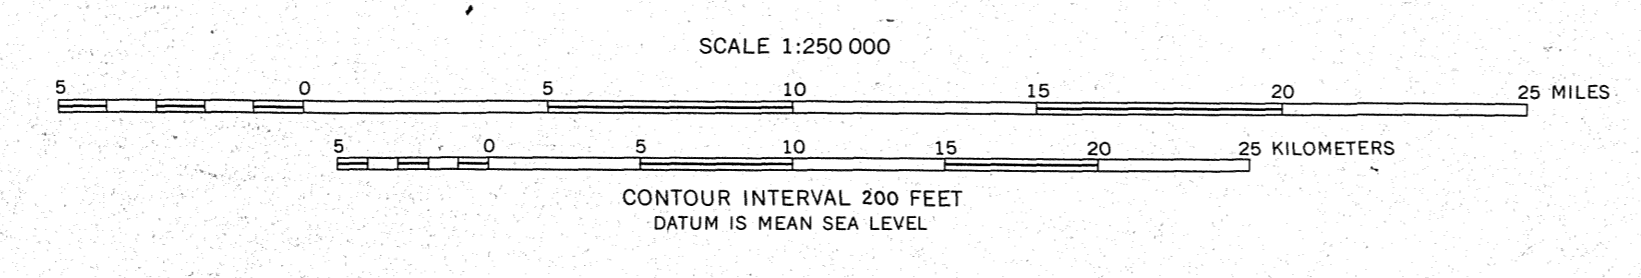 SCALE 1:250 000
5 0 5 10 15 20 25 MILES
5 0 5 10 15 20 25 KILOMETERS
CONTOUR INTERVAL 200 FEET
DATUM IS MEAN SEA LEVEL